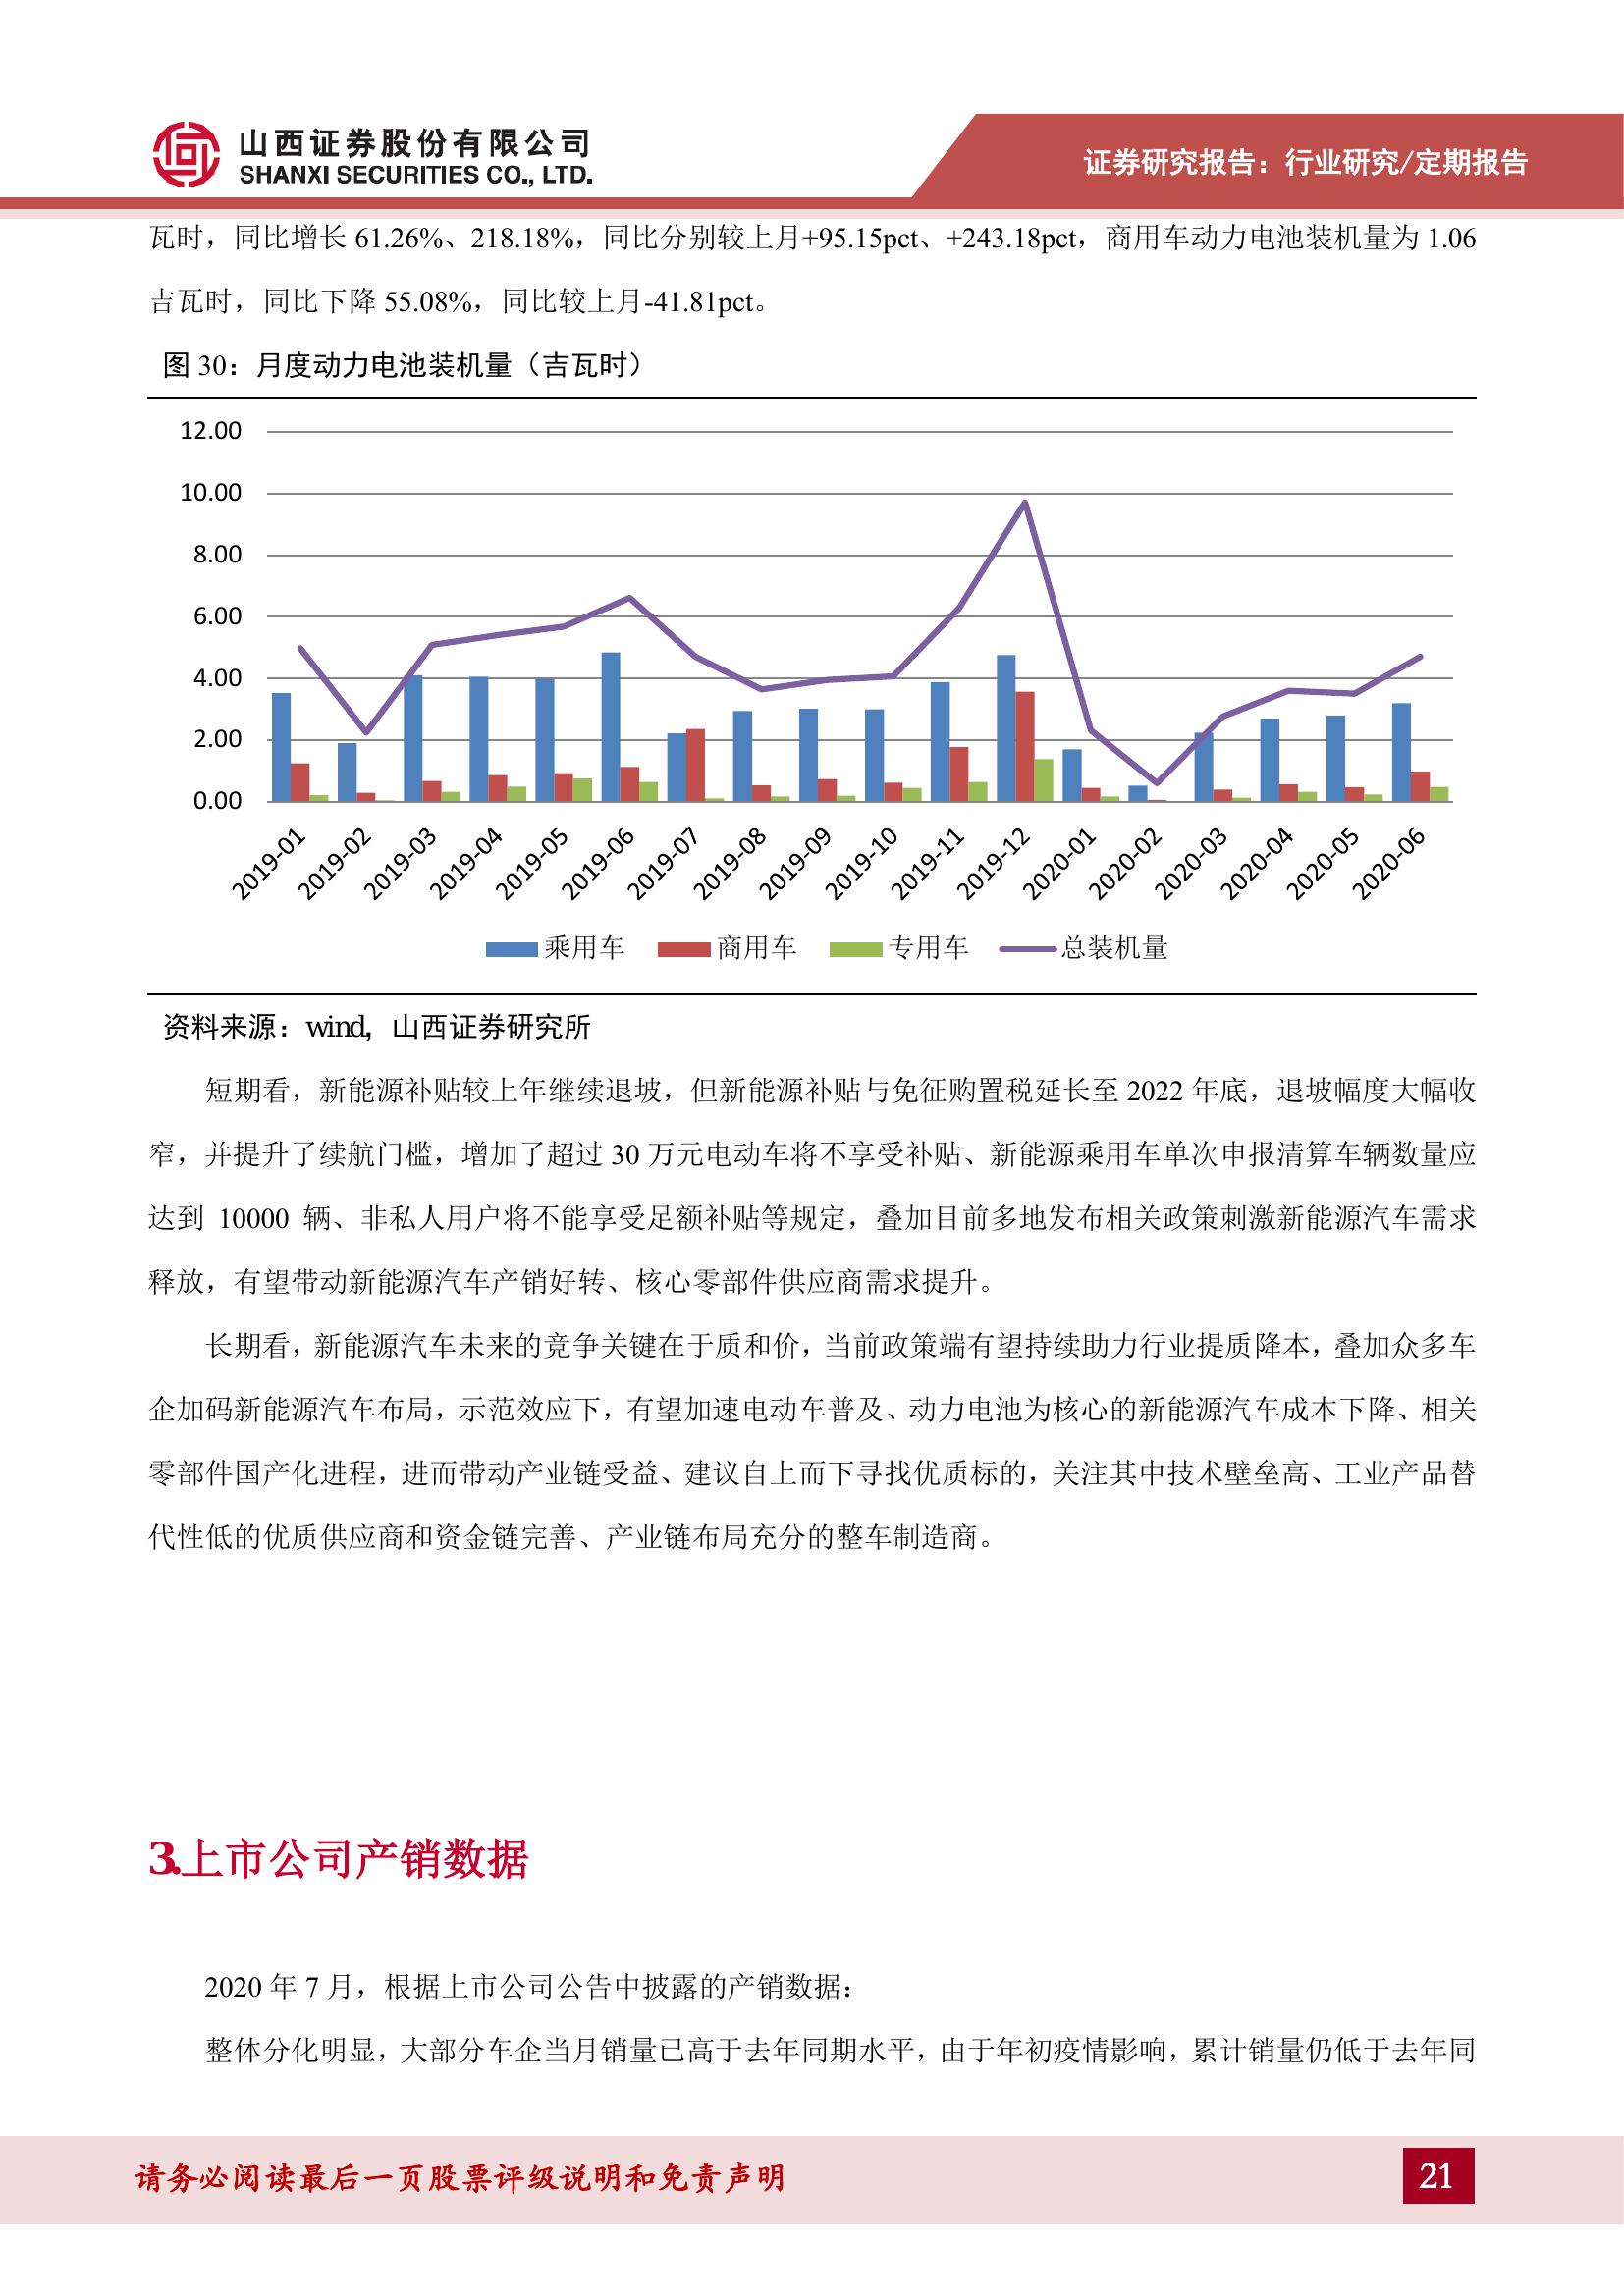 山西证券股份有限公司
SHANXI SECURITIES CO., LTD.
证券研究报告：行业研究/定期报告
瓦时，同比增长 61.26%、218.18%，同比分别较上月+95.15pct、+243.18pct，商用车动力电池装机量为 1.06
吉瓦时，同比下降 55.08%，同比较上月-41.81pct。
图 30：月度动力电池装机量（吉瓦时）
12.00
10.00
8.00
6.00
4.00
2.00
0.00
2019-01 2019-02 2019-03 2019-04 2019-05 2019-06 2019-07 2019-08 2019-09 2019-10 2019-11 2019-12 2020-01 2020-02 2020-03 2020-04 2020-05 2020-06
乘用车 商用车 专用车 总装机量
资料来源：wind，山西证券研究所
短期看，新能源补贴较上年继续退坡，但新能源补贴与免征购置税延长至 2022 年底，退坡幅度大幅收
窄，并提升了续航门槛，增加了超过 30 万元电动车将不享受补贴、新能源乘用车单次申报清算车辆数量应
达到 10000 辆、非私人用户将不能享受足额补贴等规定，叠加目前多地发布相关政策刺激新能源汽车需求
释放，有望带动新能源汽车产销好转、核心零部件供应商需求提升。
长期看，新能源汽车未来的竞争关键在于质和价，当前政策端有望持续助力行业提质降本，叠加众多车
企加码新能源汽车布局，示范效应下，有望加速电动车普及、动力电池为核心的新能源汽车成本下降、相关
零部件国产化进程，进而带动产业链受益、建议自上而下寻找优质标的，关注其中技术壁垒高、工业产品替
代性低的优质供应商和资金链完善、产业链布局充分的整车制造商。
3.上市公司产销数据
2020 年 7 月，根据上市公司公告中披露的产销数据：
整体分化明显，大部分车企当月销量已高于去年同期水平，由于年初疫情影响，累计销量仍低于去年同
请务必阅读最后一页股票评级说明和免责声明
21